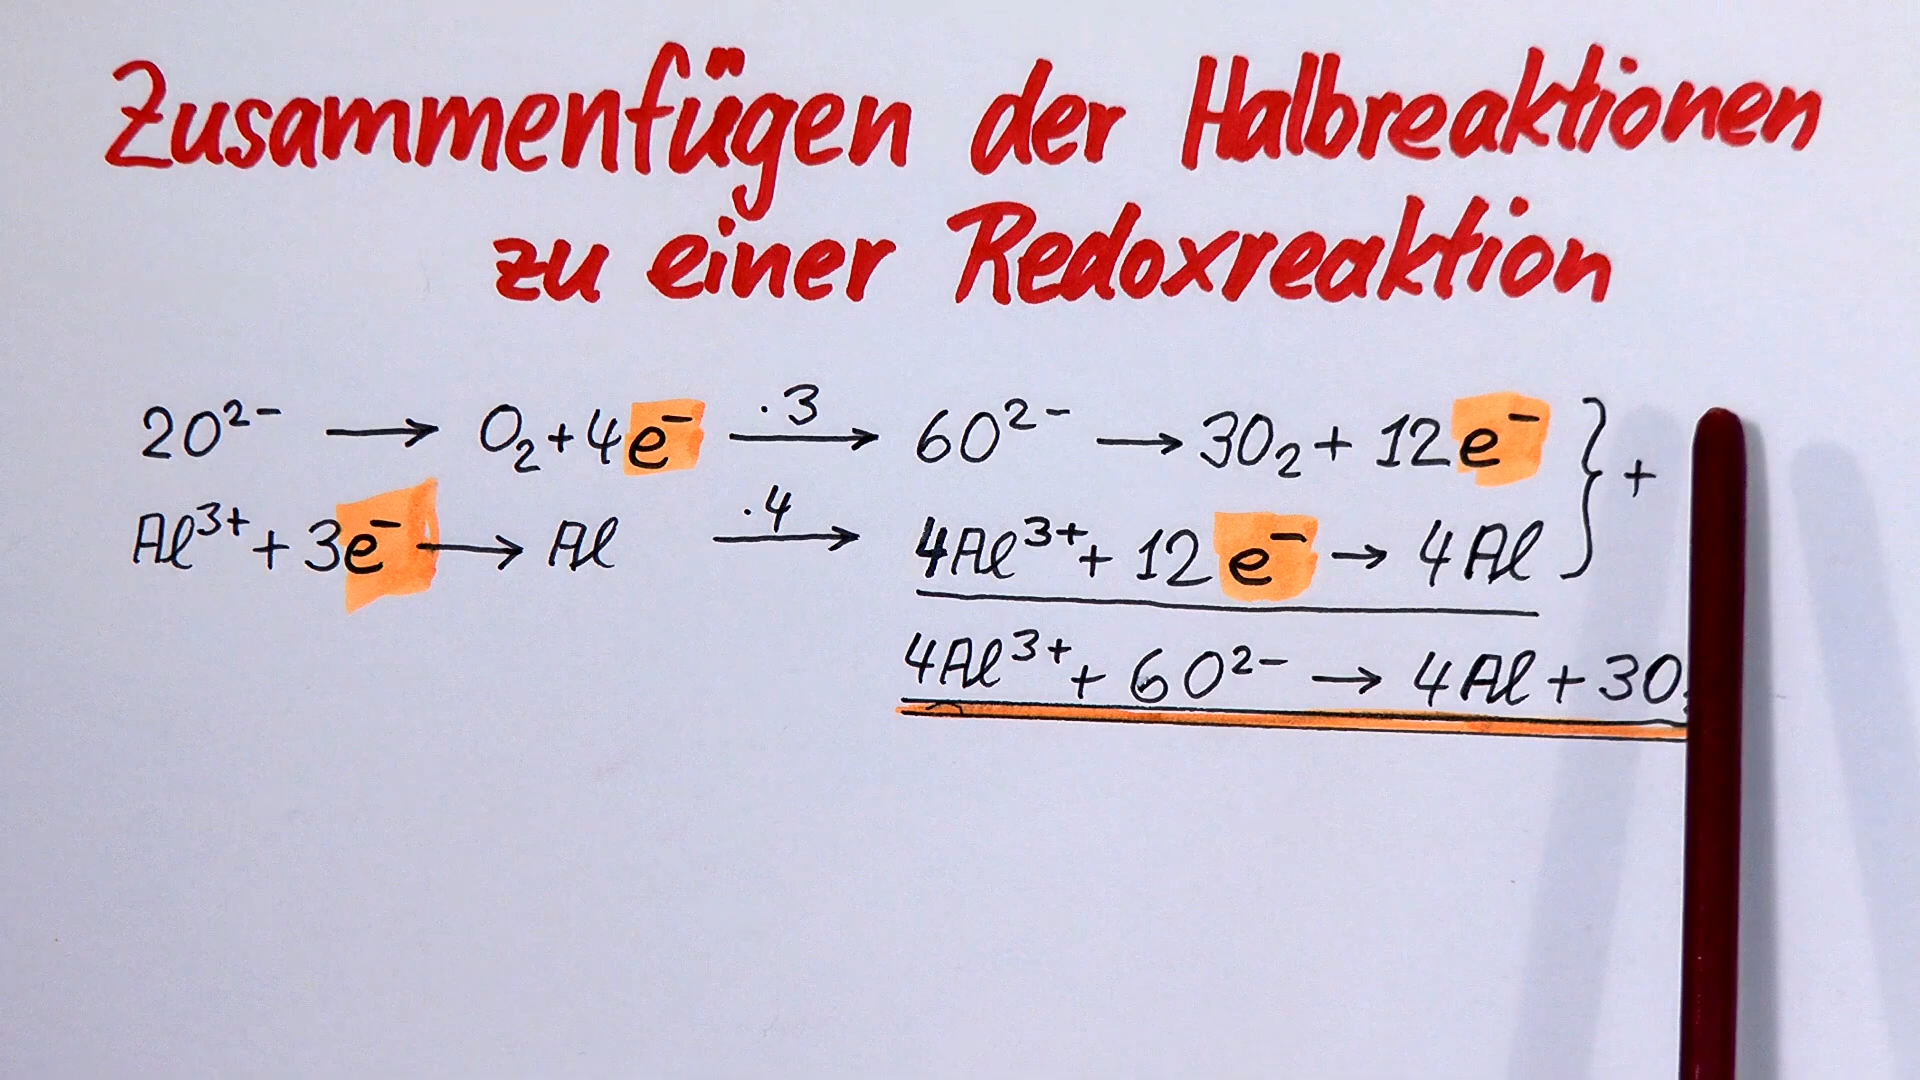 Zusammenfügen der Halbreaktionen
zu einer Redoxreaktion
2O²⁻ → O₂ + 4e⁻ —·3→ 6O²⁻ → 3O₂ + 12e⁻ } +
Al³⁺ + 3e⁻ → Al —·4→ 4Al³⁺ + 12e⁻ → 4Al
4Al³⁺ + 6O²⁻ → 4Al + 3O